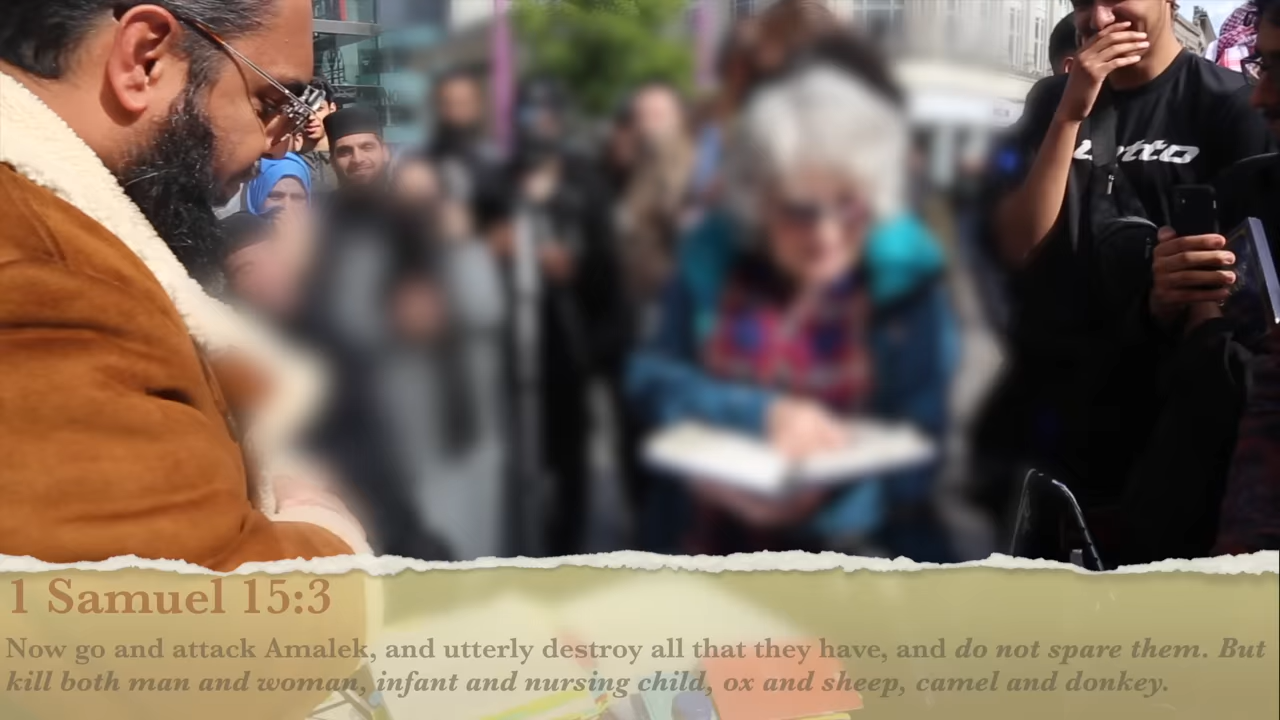 1 Samuel 15:3
Now go and attack Amalek, and utterly destroy all that they have, and do not spare them. But
kill both man and woman, infant and nursing child, ox and sheep, camel and donkey.